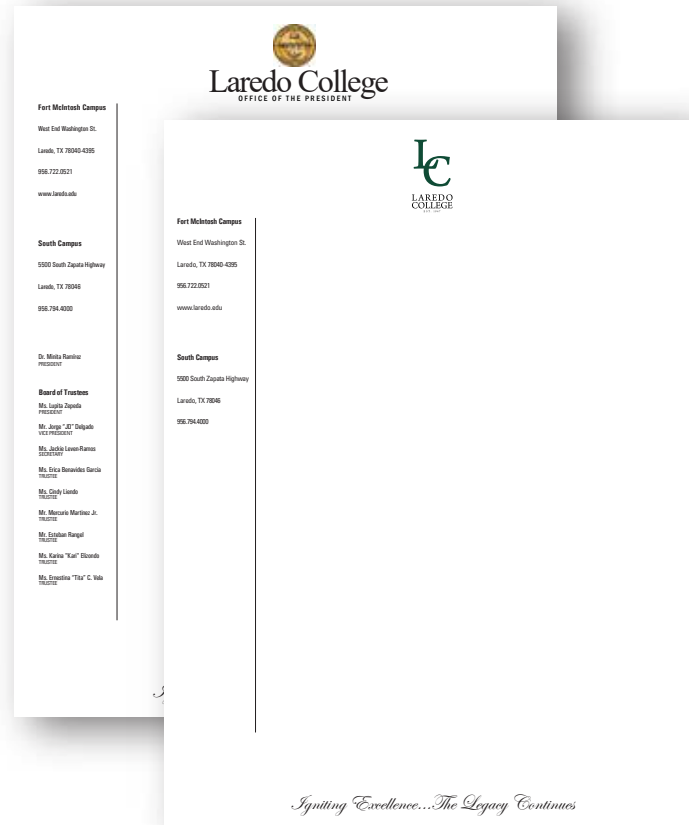 Laredo College
OFFICE OF THE PRESIDENT
Fort McIntosh Campus
West End Washington St.
Laredo, TX 78040-4395
956.722.0521
www.laredo.edu
South Campus
5500 South Zapata Highway
Laredo, TX 78046
956.794.4000
Dr. Minita Ramirez
PRESIDENT
Board of Trustees
Ms. Lupita Zepeda
PRESIDENT
Mr. Jorge "JD" Delgado
VICE PRESIDENT
Ms. Jackie Leven-Ramos
SECRETARY
Ms. Erica Benavides Garcia
TRUSTEE
Ms. Cindy Liendo
TRUSTEE
Mr. Mercurio Martinez Jr.
TRUSTEE
Mr. Esteban Rangel
TRUSTEE
Ms. Karina "Kari" Elizondo
TRUSTEE
Ms. Ernestina "Tita" C. Vela
TRUSTEE
LC
LAREDO
COLLEGE
Fort McIntosh Campus
West End Washington St.
Laredo, TX 78040-4395
956.722.0521
www.laredo.edu
South Campus
5500 South Zapata Highway
Laredo, TX 78046
956.794.4000
Igniting Excellence...The Legacy Continues